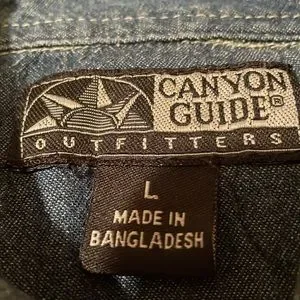 CANYON
GUIDE®
OUTFITTERS
L
MADE IN
BANGLADESH